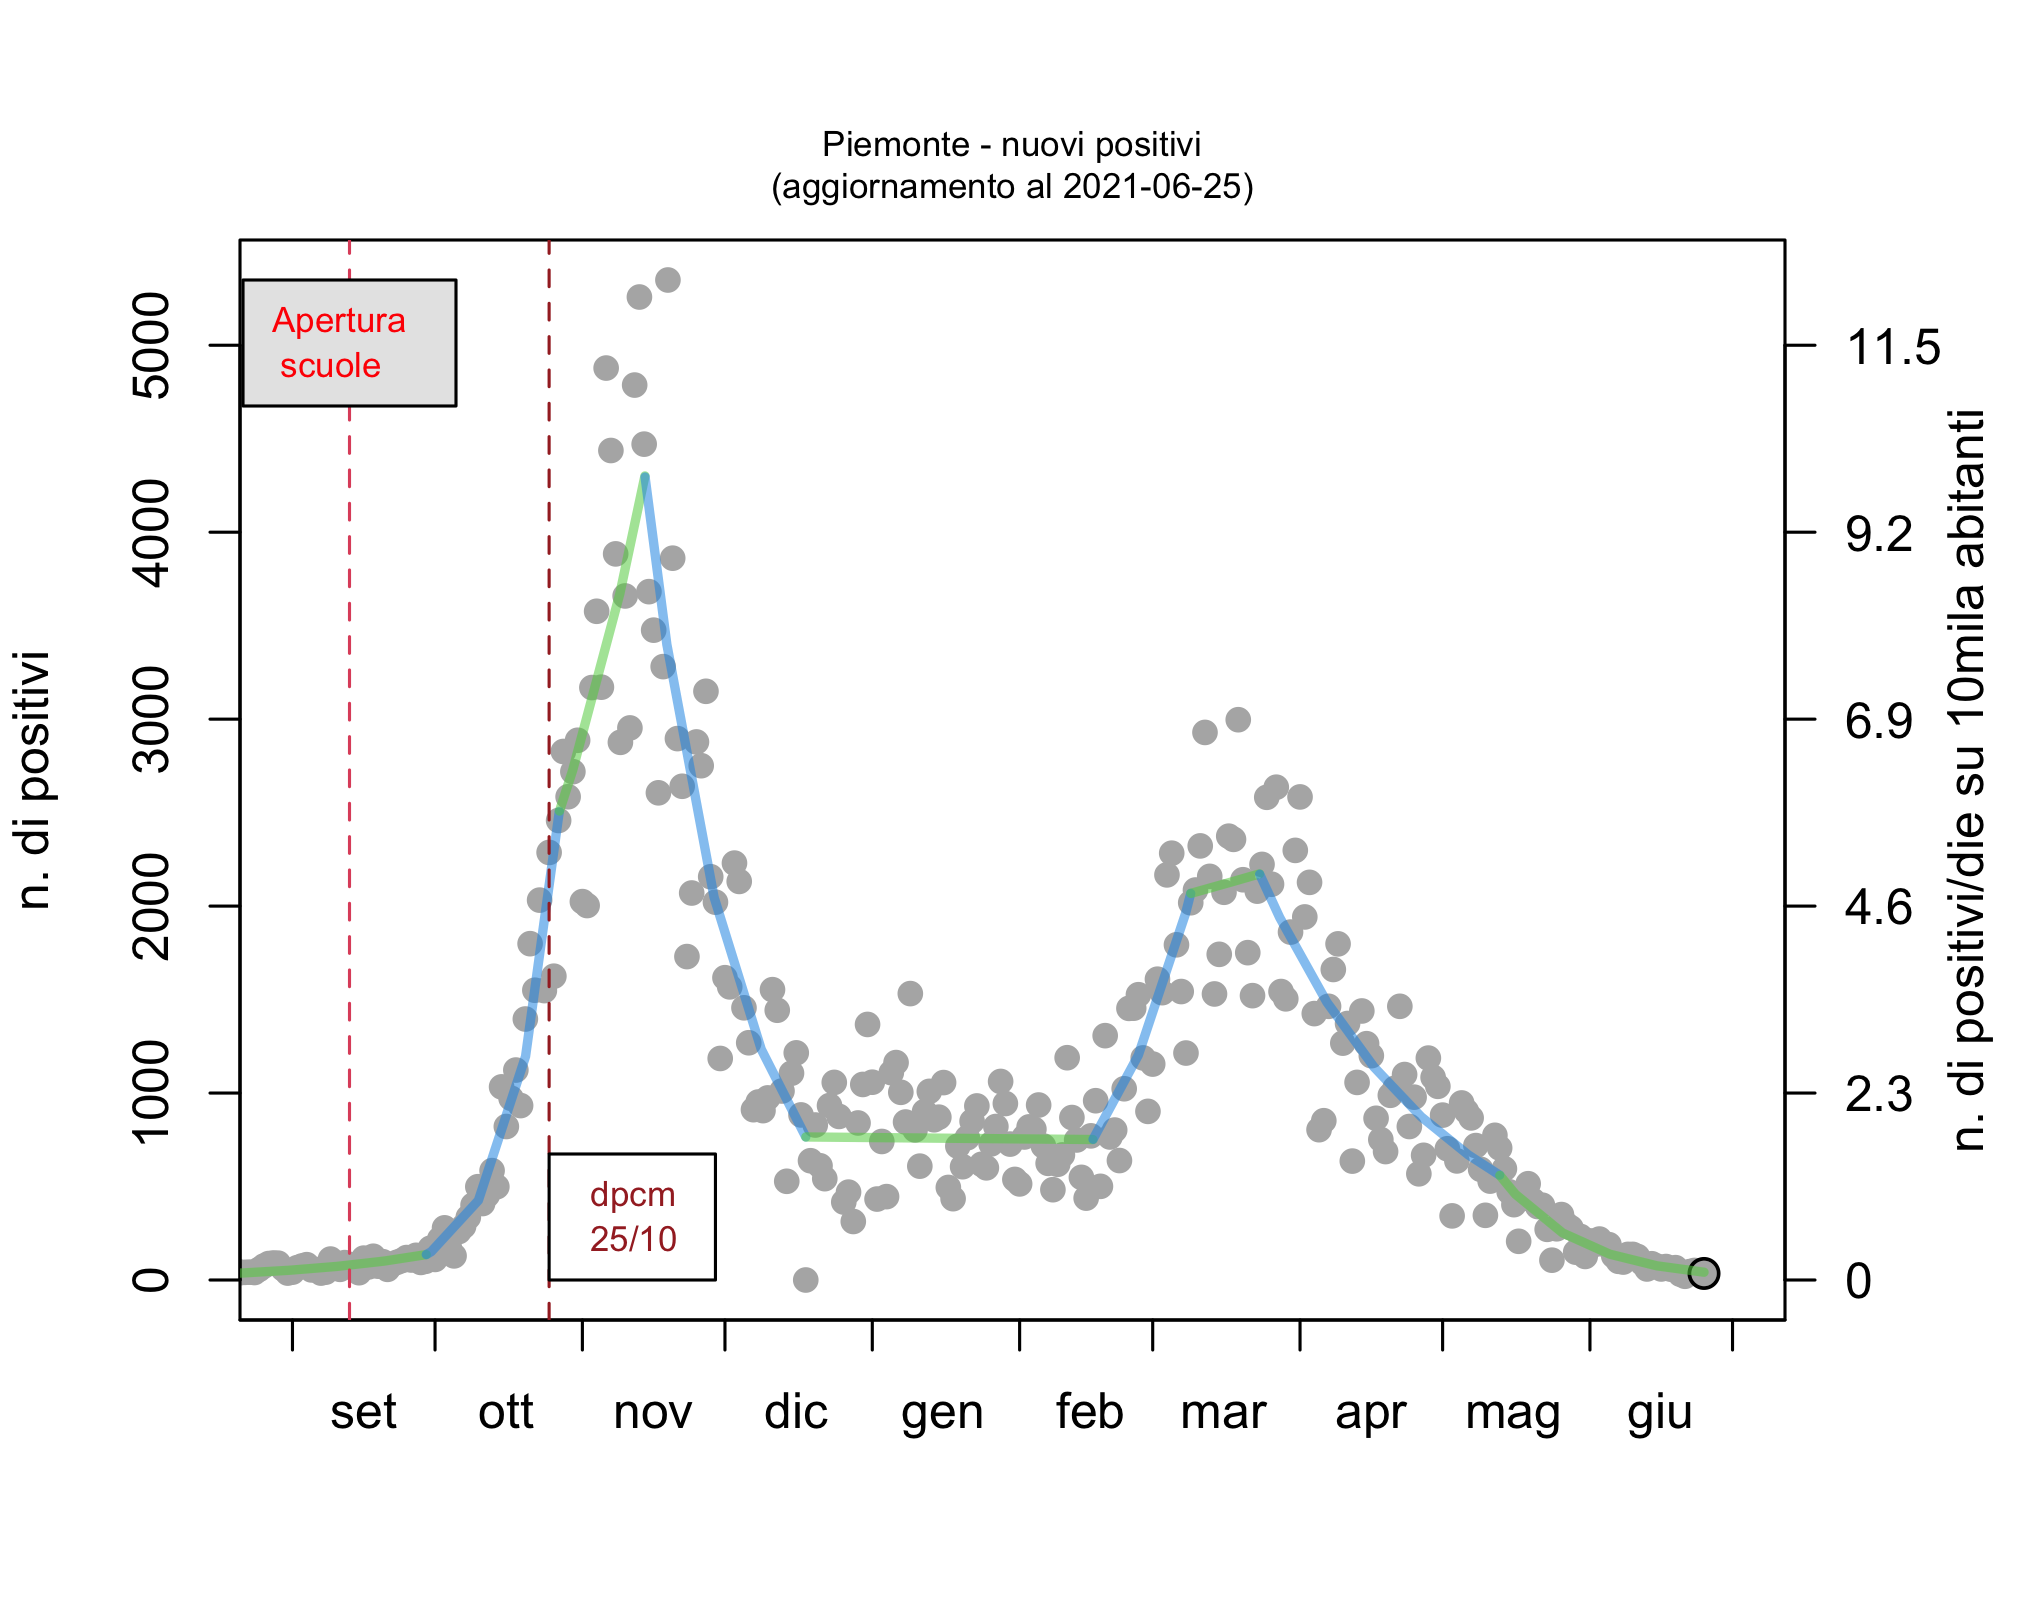 Piemonte - nuovi positivi
(aggiornamento al 2021-06-25)
Apertura
scuole
dpcm
25/10
n. di positivi
5000
4000
3000
2000
1000
0
11.5
9.2
6.9
4.6
2.3
0
n. di positivi/die su 10mila abitanti
set ott nov dic gen feb mar apr mag giu